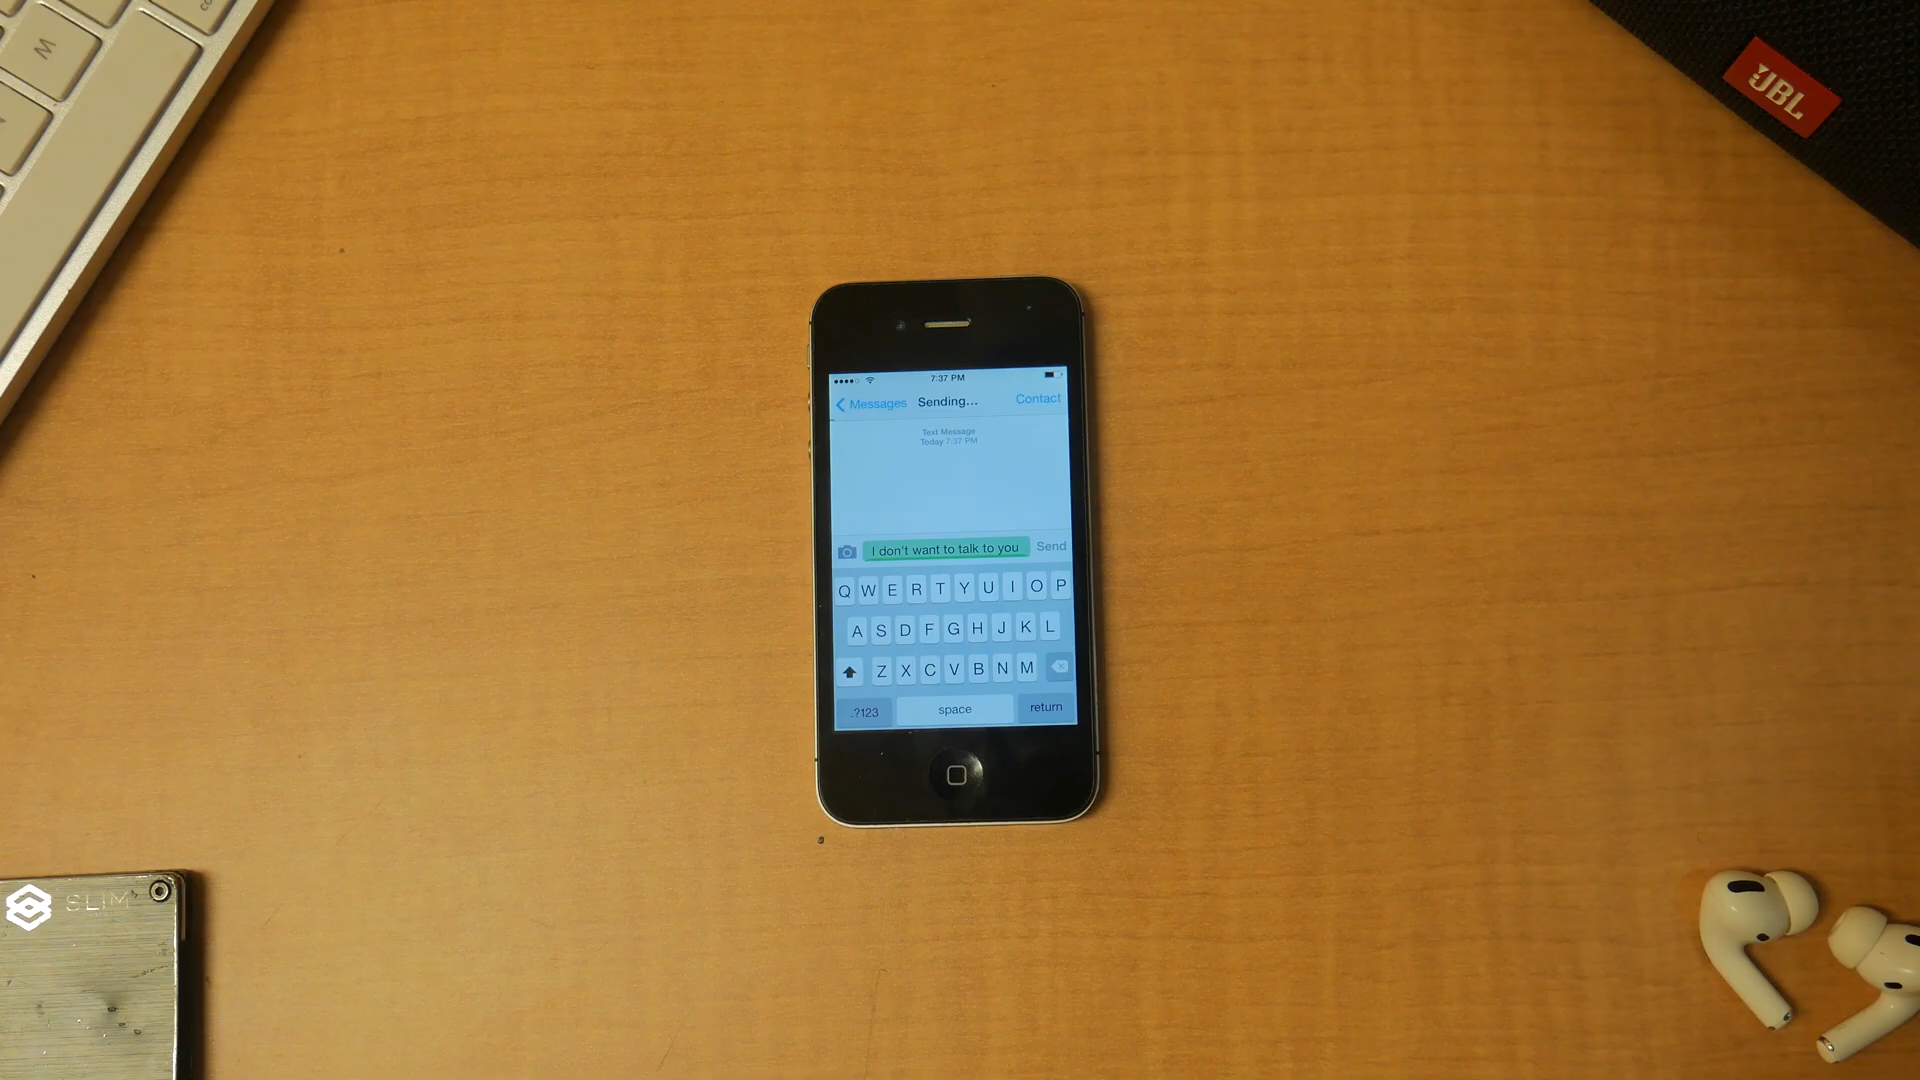 W
JBL
7:37 PM
Messages Sending... Contact
Text Message
Today 7:37 PM
I don't want to talk to you Send
Q W E R T Y U I O P
A S D F G H J K L
Z X C V B N M
.?123 space return
SLIM